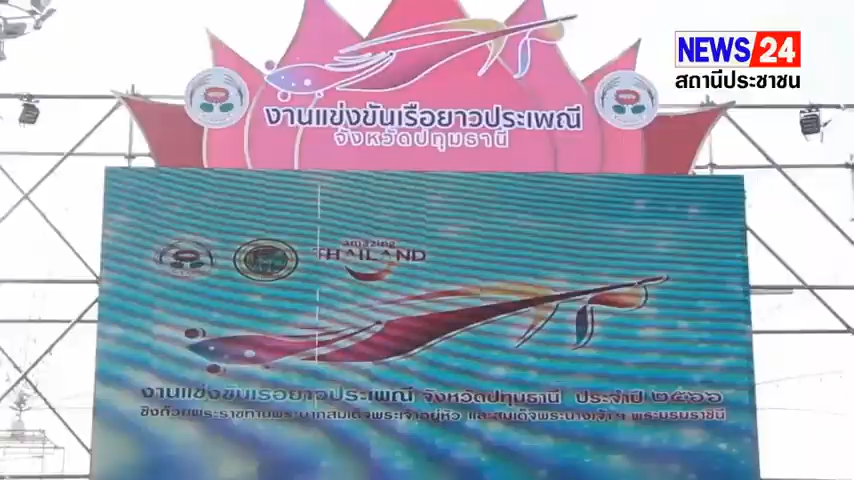 NEWS 24
สถานีประชาชน
งานแข่งขันเรือยาวประเพณี
จังหวัดปทุมธานี
amazing
THAILAND
งานแข่งขันเรือยาวประเพณี จังหวัดปทุมธานี ประจำปี ๒๕๖๖
ชิงถ้วยพระราชทานพระบาทสมเด็จพระเจ้าอยู่หัว และสมเด็จพระนางเจ้าฯ พระบรมราชินี